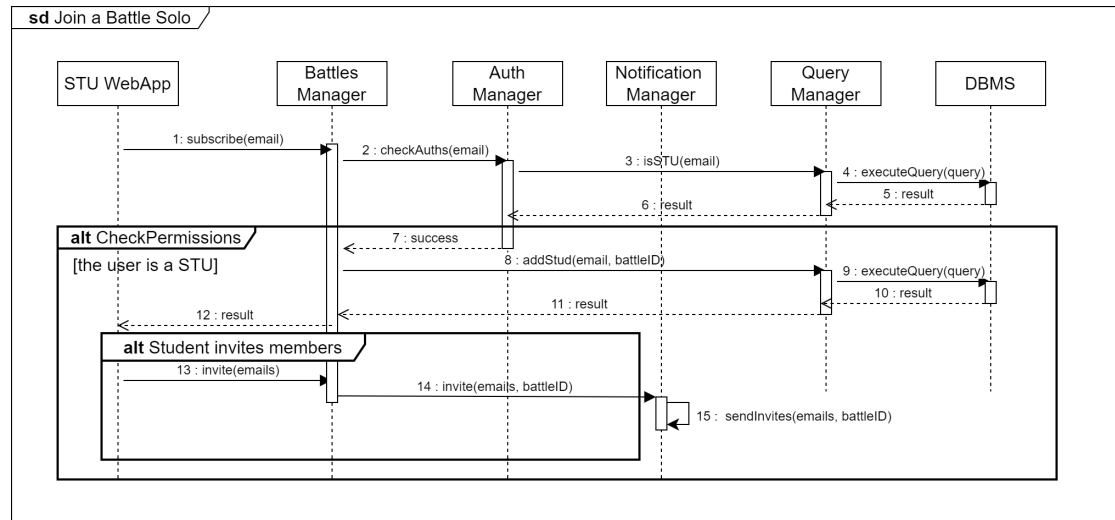 sd Join a Battle Solo
STU WebApp
Battles
Manager
Auth
Manager
Notification
Manager
Query
Manager
DBMS
1: subscribe(email)
2 : checkAuths(email)
3 : isSTU(email)
4 : executeQuery(query)
5 : result
6 : result
alt CheckPermissions
7 : success
[the user is a STU]
8 : addStud(email, battleID)
9 : executeQuery(query)
10 : result
11 : result
12 : result
alt Student invites members
13 : invite(emails)
14 : invite(emails, battleID)
15 : sendInvites(emails, battleID)